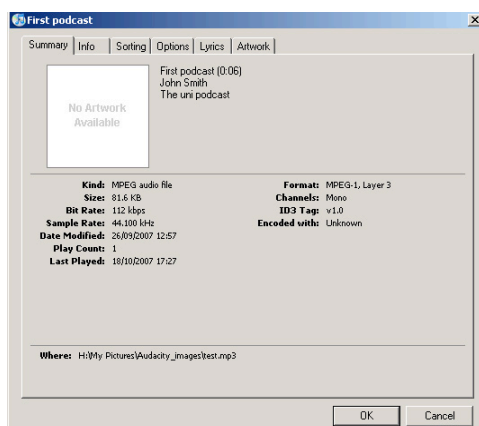 First podcast
Summary Info Sorting Options Lyrics Artwork
No Artwork
Available
First podcast (0:06)
John Smith
The uni podcast
Kind: MPEG audio file
Size: 81.6 KB
Bit Rate: 112 kbps
Sample Rate: 44.100 kHz
Date Modified: 26/09/2007 12:57
Play Count: 1
Last Played: 18/10/2007 17:27
Format: MPEG-1, Layer 3
Channels: Mono
ID3 Tag: v1.0
Encoded with: Unknown
Where: H:\My Pictures\Audacity_images\test.mp3
OK Cancel